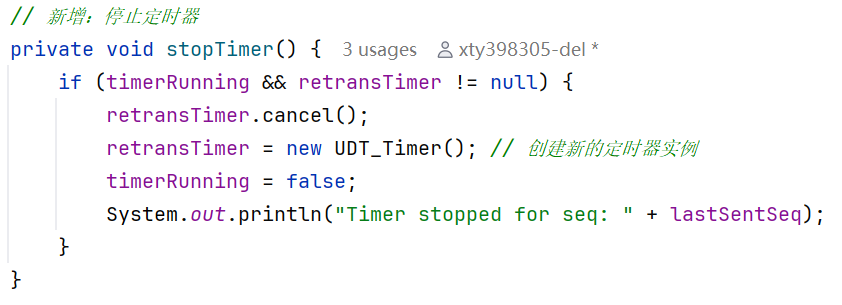 // 新增：停止定时器
private void stopTimer() { 3 usages xty398305-del *
if (timerRunning && retransTimer != null) {
retransTimer.cancel();
retransTimer = new UDT_Timer(); // 创建新的定时器实例
timerRunning = false;
System.out.println("Timer stopped for seq: " + lastSentSeq);
}
}